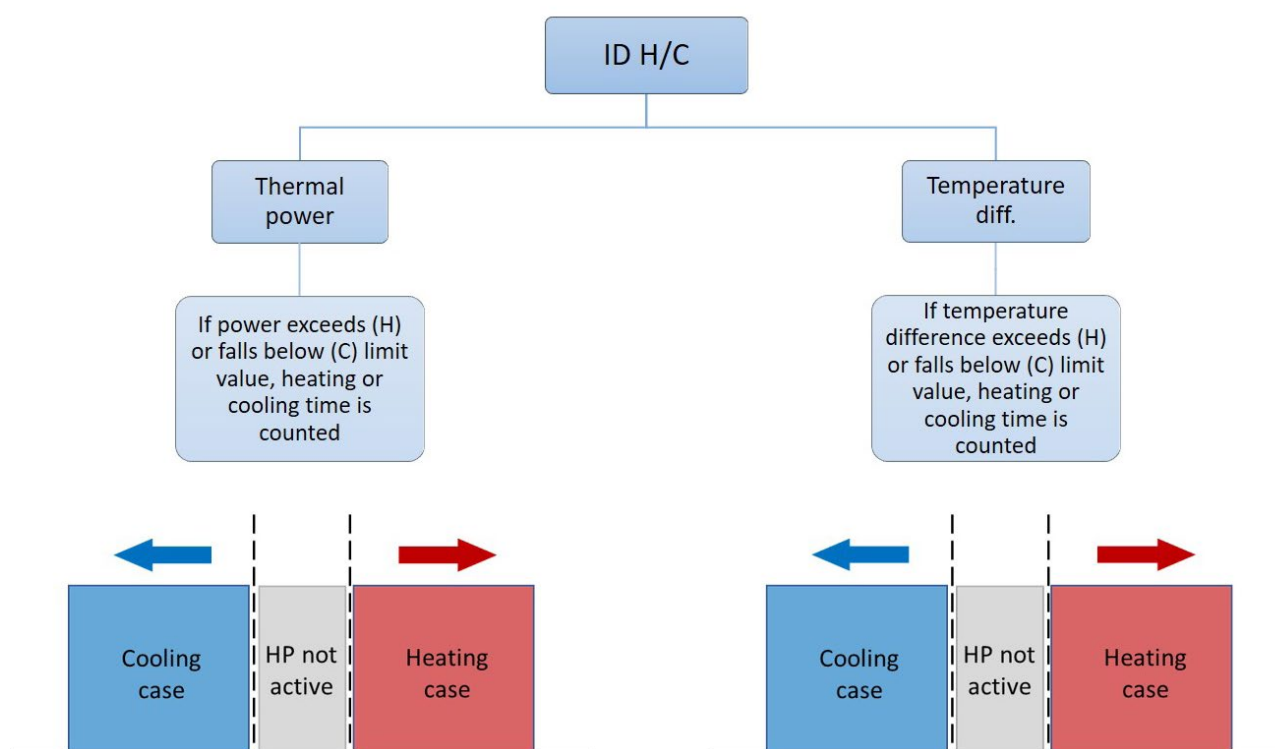 ID H/C
Thermal
power
Temperature
diff.
If power exceeds (H)
or falls below (C) limit
value, heating or
cooling time is
counted
If temperature
difference exceeds (H)
or falls below (C) limit
value, heating or
cooling time is
counted
Cooling
case
HP not
active
Heating
case
Cooling
case
HP not
active
Heating
case